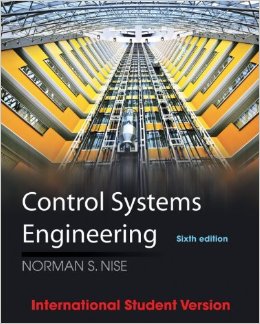 Control Systems
Engineering Sixth edition
NORMAN S. NISE
International Student Version